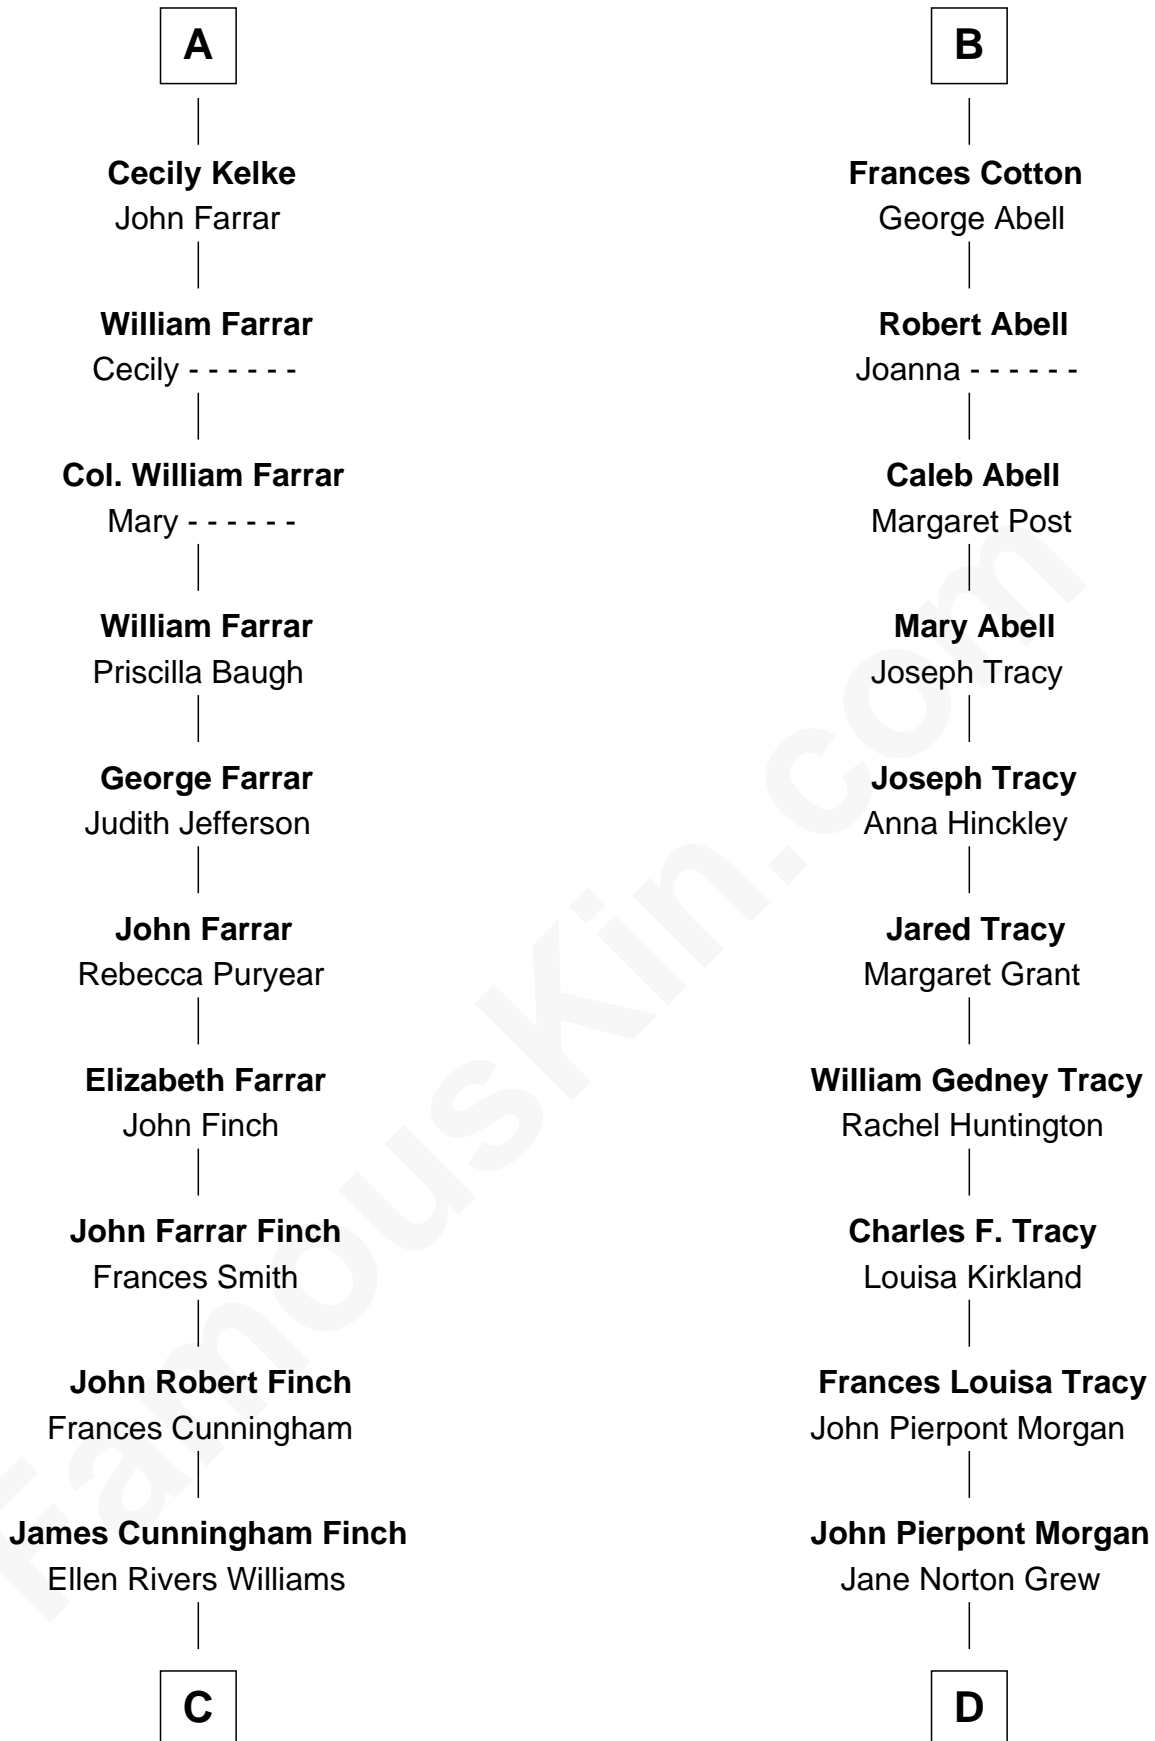 A
Cecily Kelke
John Farrar
William Farrar
Cecily - - - - - -
Col. William Farrar
Mary - - - - - -
William Farrar
Priscilla Baugh
George Farrar
Judith Jefferson
John Farrar
Rebecca Puryear
Elizabeth Farrar
John Finch
John Farrar Finch
Frances Smith
John Robert Finch
Frances Cunningham
James Cunningham Finch
Ellen Rivers Williams
C
B
Frances Cotton
George Abell
Robert Abell
Joanna - - - - - -
Caleb Abell
Margaret Post
Mary Abell
Joseph Tracy
Joseph Tracy
Anna Hinckley
Jared Tracy
Margaret Grant
William Gedney Tracy
Rachel Huntington
Charles F. Tracy
Louisa Kirkland
Frances Louisa Tracy
John Pierpont Morgan
John Pierpont Morgan
Jane Norton Grew
D
FamousKin.com